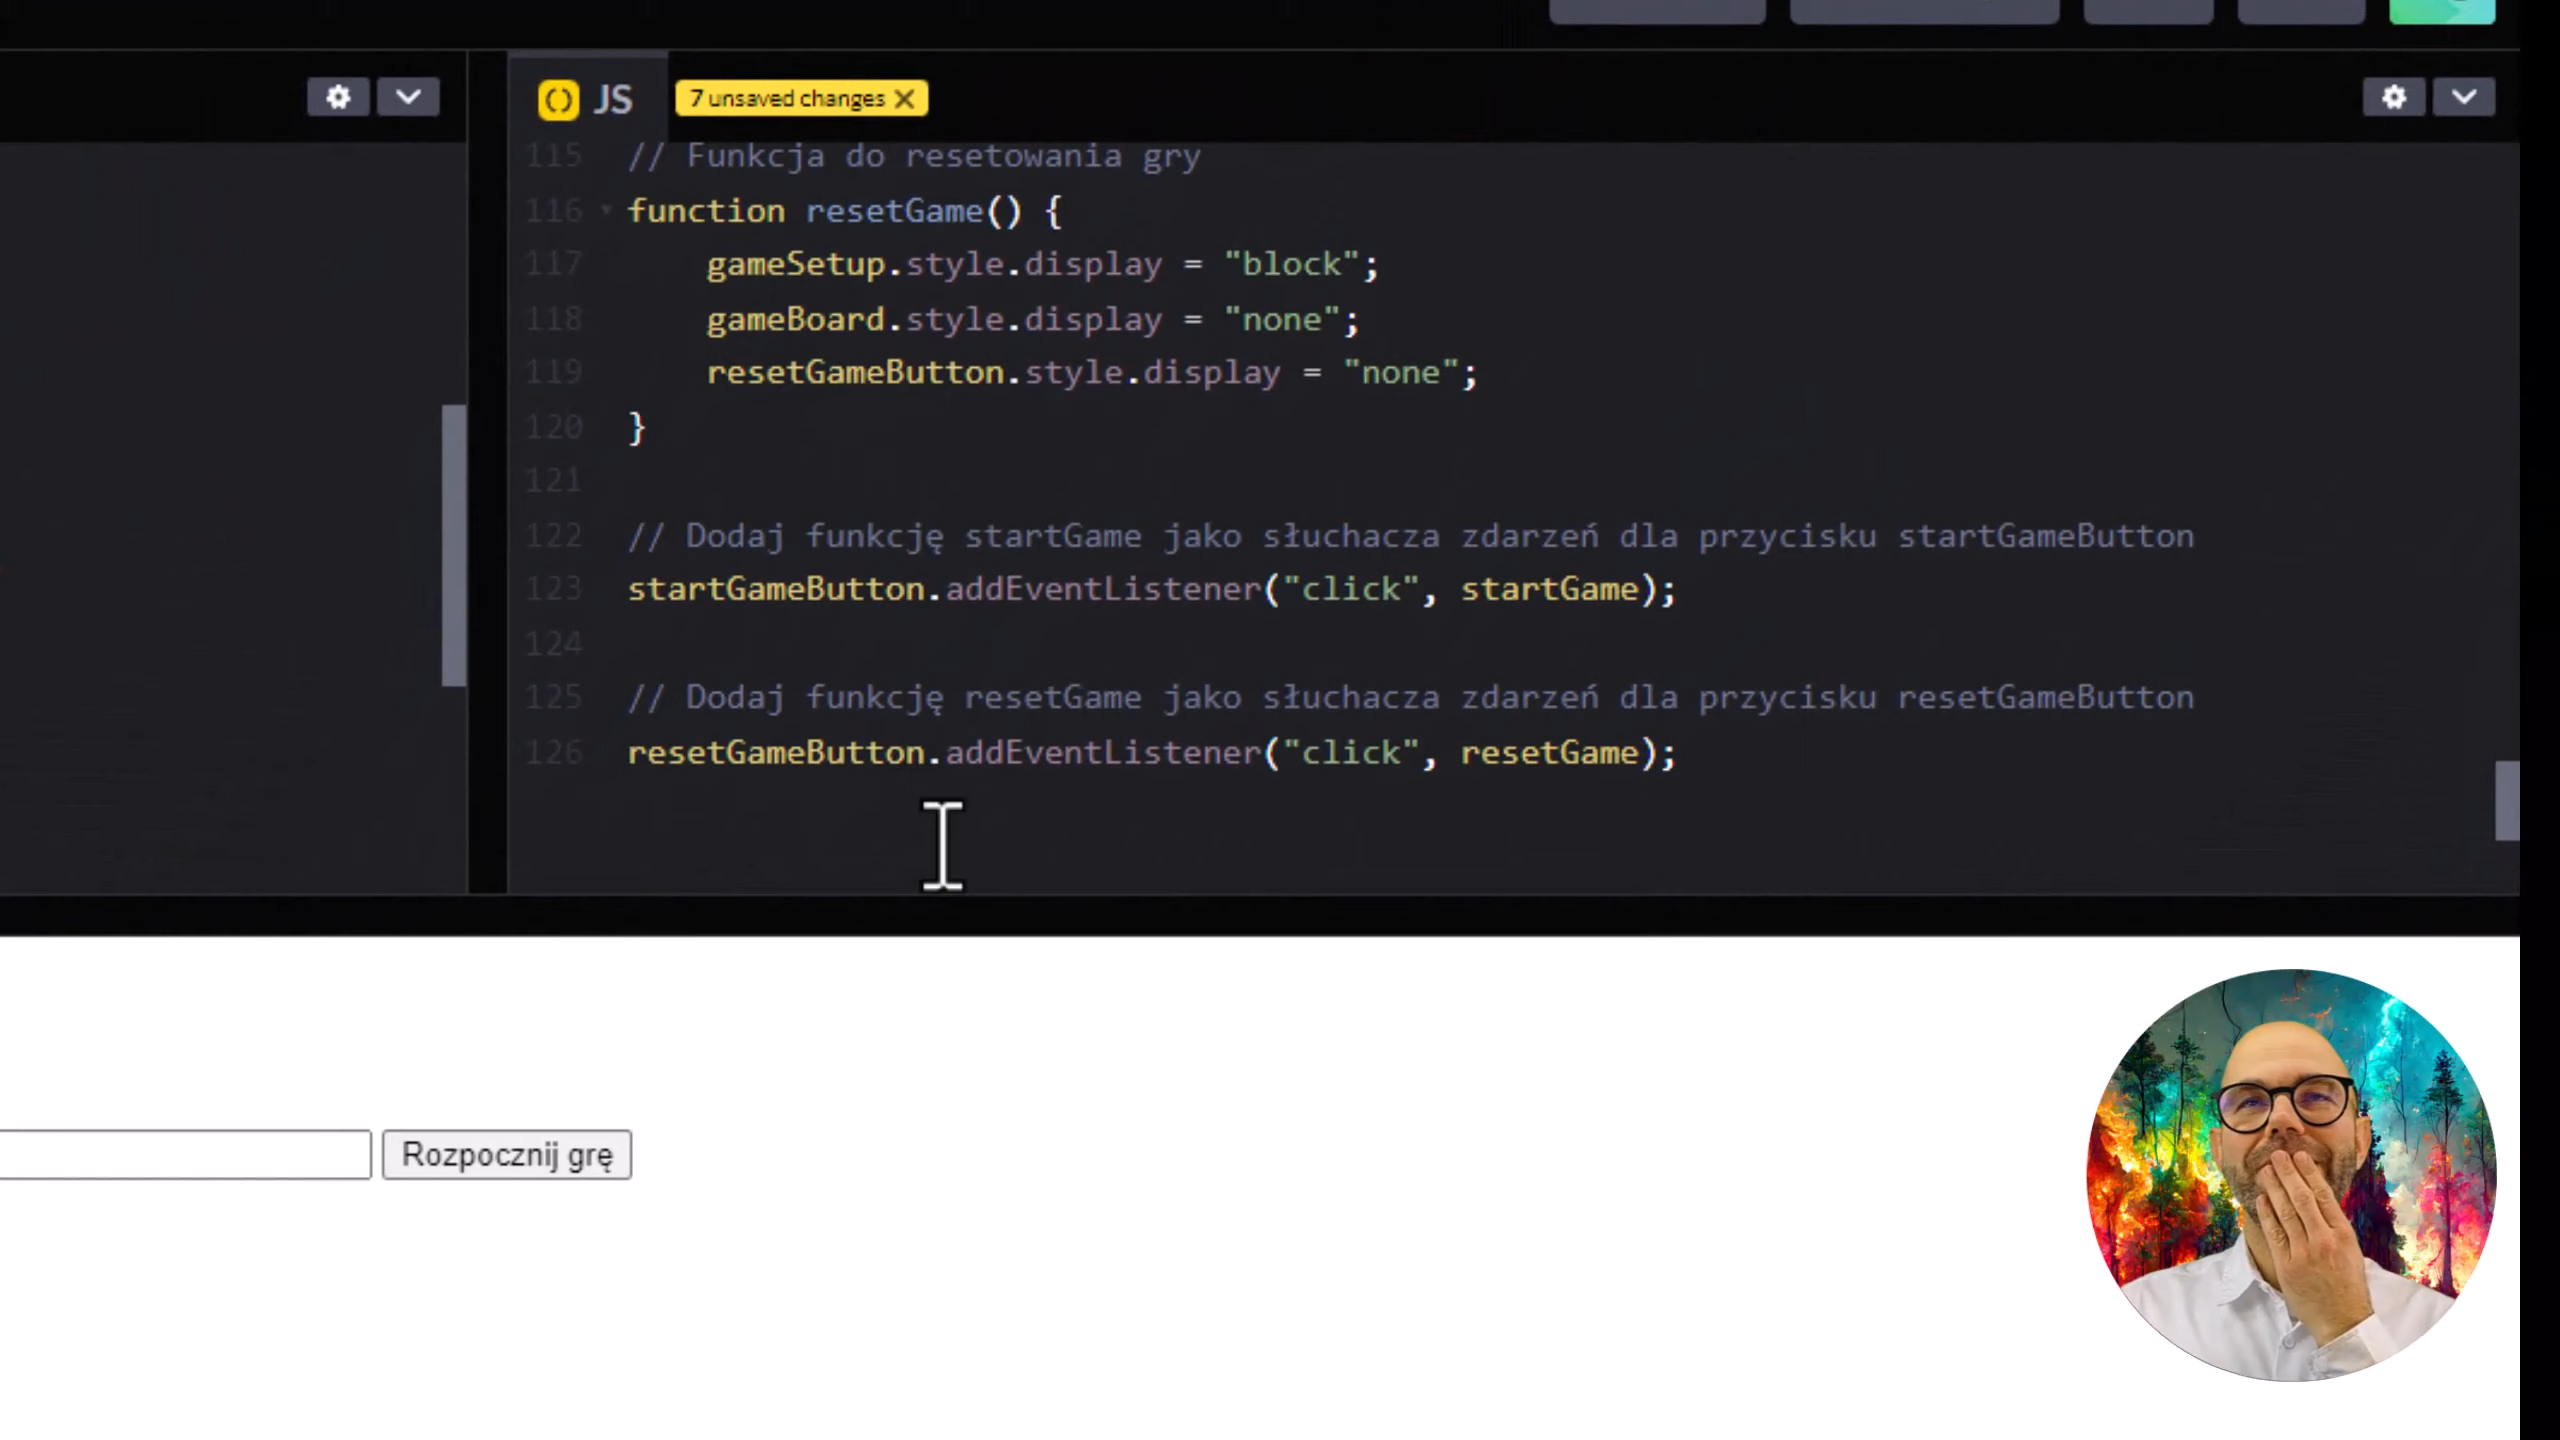 JS 7 unsaved changes X
115 // Funkcja do resetowania gry
116 function resetGame() {
117 gameSetup.style.display = "block";
118 gameBoard.style.display = "none";
119 resetGameButton.style.display = "none";
120 }
121
122 // Dodaj funkcję startGame jako słuchacza zdarzeń dla przycisku startGameButton
123 startGameButton.addEventListener("click", startGame);
124
125 // Dodaj funkcję resetGame jako słuchacza zdarzeń dla przycisku resetGameButton
126 resetGameButton.addEventListener("click", resetGame);
Rozpocznij grę